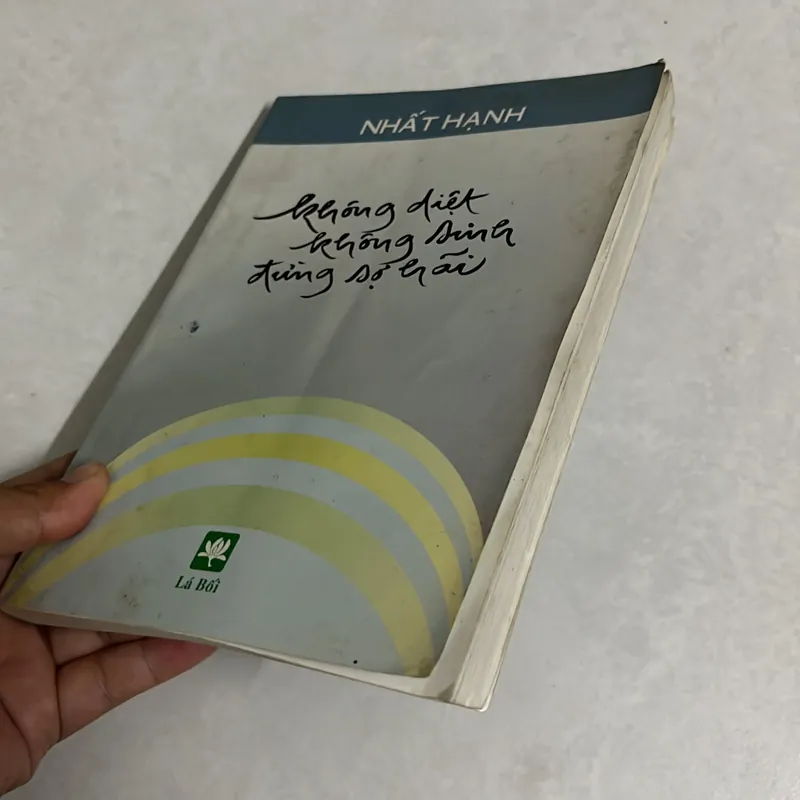 NHẤT HẠNH
không diệt
không sinh
đừng sợ hãi
Lá Bối